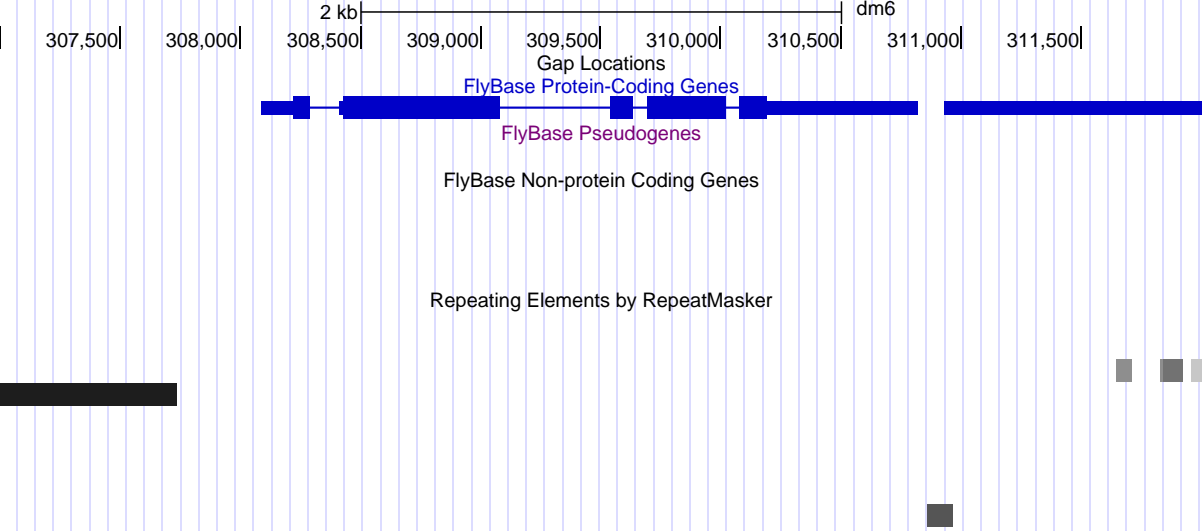 2 kb dm6
307,500 308,000 308,500 309,000 309,500 310,000 310,500 311,000 311,500
Gap Locations
FlyBase Protein-Coding Genes
FlyBase Pseudogenes
FlyBase Non-protein Coding Genes
Repeating Elements by RepeatMasker